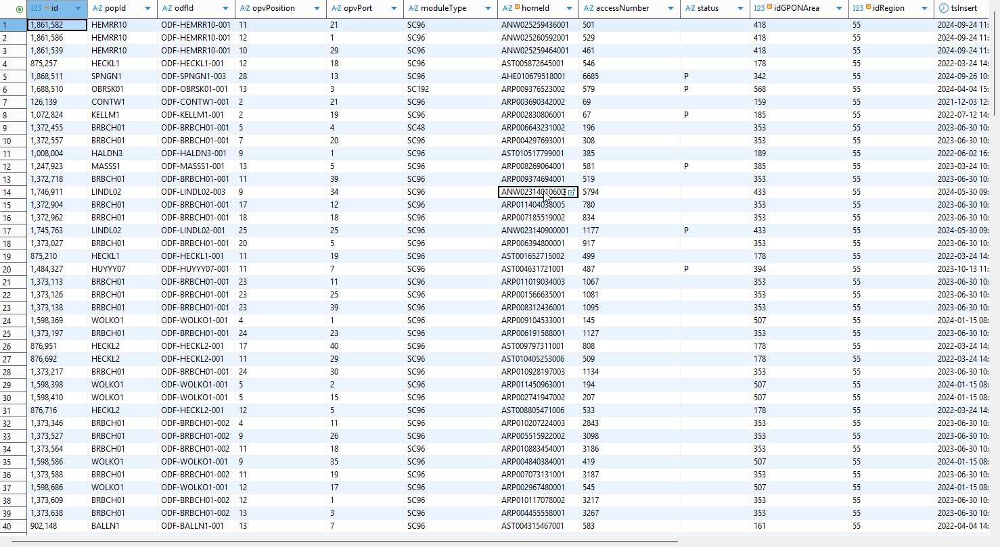 123 id A-Z popId A-Z odfId A-Z opvPosition A-Z opvPort A-Z moduleType A-Z homeId A-Z accessNumber A-Z status 123 idGPONArea 123 idRegion tsInsert
1 1,861,582 HEMRR10 ODF-HEMRR10-001 11 21 SC96 ANW025259436001 501 418 55 2024-09-24 11:
2 1,861,586 HEMRR10 ODF-HEMRR10-001 12 1 SC96 ANW025260592001 529 418 55 2024-09-24 11:
3 1,861,539 HEMRR10 ODF-HEMRR10-001 10 29 SC96 ANW025259464001 461 418 55 2024-09-24 11:
4 875,257 HECKL1 ODF-HECKL1-001 12 18 SC96 AST005872645001 546 178 55 2022-03-24 14:
5 1,868,511 SPNGN1 ODF-SPNGN1-003 28 13 SC96 AHE010679518001 6685 P 342 55 2024-09-26 10:
6 1,688,510 OBRSK01 ODF-OBRSK01-001 13 3 SC192 ARP009376523002 579 P 568 55 2024-04-04 15:
7 126,139 CONTW1 ODF-CONTW1-001 2 21 SC96 ARP003690342002 69 159 55 2021-12-03 12:
8 1,072,824 KELLM1 ODF-KELLM1-001 2 19 SC96 ARP002830806001 67 P 185 55 2022-07-12 14:
9 1,372,455 BRBCH01 ODF-BRBCH01-001 5 4 SC48 ARP006643231002 196 353 55 2023-06-30 10:
10 1,372,557 BRBCH01 ODF-BRBCH01-001 7 20 SC96 ARP004297693001 308 353 55 2023-06-30 10:
11 1,008,004 HALDN3 ODF-HALDN3-001 9 1 SC96 AST010517799001 385 189 55 2022-06-02 16:
12 1,247,923 MASSS1 ODF-MASSS1-001 13 5 SC96 ARP008269064001 581 P 385 55 2023-03-24 10:
13 1,372,718 BRBCH01 ODF-BRBCH01-001 11 39 SC96 ARP009374694001 519 353 55 2023-06-30 10:
14 1,746,911 LINDL02 ODF-LINDL02-003 9 34 SC96 5794 433 55 2024-05-30 09:
15 1,372,904 BRBCH01 ODF-BRBCH01-001 17 12 SC96 ARP011404038005 780 353 55 2023-06-30 10:
16 1,372,962 BRBCH01 ODF-BRBCH01-001 18 18 SC96 ARP007185519002 834 353 55 2023-06-30 10:
17 1,745,763 LINDL02 ODF-LINDL02-001 25 25 SC96 ANW023140900001 1177 P 433 55 2024-05-30 09:
18 1,373,027 BRBCH01 ODF-BRBCH01-001 20 5 SC96 ARP006394800001 917 353 55 2023-06-30 10:
19 875,210 HECKL1 ODF-HECKL1-001 11 19 SC96 AST001652715002 499 178 55 2022-03-24 14:
20 1,484,327 HUYYY07 ODF-HUYYY07-001 11 7 SC96 AST004631721001 487 P 394 55 2023-10-13 11:
21 1,373,113 BRBCH01 ODF-BRBCH01-001 23 11 SC96 ARP011019034003 1067 353 55 2023-06-30 10:
22 1,373,126 BRBCH01 ODF-BRBCH01-001 23 25 SC96 ARP001566635001 1081 353 55 2023-06-30 10:
23 1,373,138 BRBCH01 ODF-BRBCH01-001 23 39 SC96 ARP008312436001 1095 353 55 2023-06-30 10:
24 1,598,369 WOLKO1 ODF-WOLKO1-001 4 1 SC96 ARP009104533001 145 507 55 2024-01-15 08:
25 1,373,197 BRBCH01 ODF-BRBCH01-001 24 23 SC96 ARP006191588001 1127 353 55 2023-06-30 10:
26 876,951 HECKL2 ODF-HECKL2-001 17 40 SC96 AST009797311001 808 178 55 2022-03-24 14:
27 876,692 HECKL2 ODF-HECKL2-001 11 29 SC96 AST010405253006 509 178 55 2022-03-24 14:
28 1,373,217 BRBCH01 ODF-BRBCH01-001 24 30 SC96 ARP010928197003 1134 353 55 2023-06-30 10:
29 1,598,398 WOLKO1 ODF-WOLKO1-001 5 2 SC96 ARP011450963001 194 507 55 2024-01-15 08:
30 1,598,410 WOLKO1 ODF-WOLKO1-001 5 15 SC96 ARP002741947002 207 507 55 2024-01-15 08:
31 876,716 HECKL2 ODF-HECKL2-001 12 5 SC96 AST008805471006 533 178 55 2022-03-24 14:
32 1,373,346 BRBCH01 ODF-BRBCH01-002 4 11 SC96 ARP010207224003 2843 353 55 2023-06-30 10:
33 1,373,527 BRBCH01 ODF-BRBCH01-002 9 26 SC96 ARP005515922002 3098 353 55 2023-06-30 10:
34 1,373,564 BRBCH01 ODF-BRBCH01-002 11 18 SC96 ARP010883454001 3186 353 55 2023-06-30 10:
35 1,598,586 WOLKO1 ODF-WOLKO1-001 9 35 SC96 ARP004840384001 419 507 55 2024-01-15 08:
36 1,373,588 BRBCH01 ODF-BRBCH01-002 11 19 SC96 ARP007073131001 3187 353 55 2023-06-30 10:
37 1,598,686 WOLKO1 ODF-WOLKO1-001 12 17 SC96 ARP002967480001 545 507 55 2024-01-15 08:
38 1,373,609 BRBCH01 ODF-BRBCH01-002 12 1 SC96 ARP010117078002 3217 353 55 2023-06-30 10:
39 1,373,638 BRBCH01 ODF-BRBCH01-002 13 3 SC96 ARP004455558001 3267 353 55 2023-06-30 10:
40 902,148 BALLN1 ODF-BALLN1-001 13 7 SC96 AST004315467001 583 161 55 2022-04-04 14: